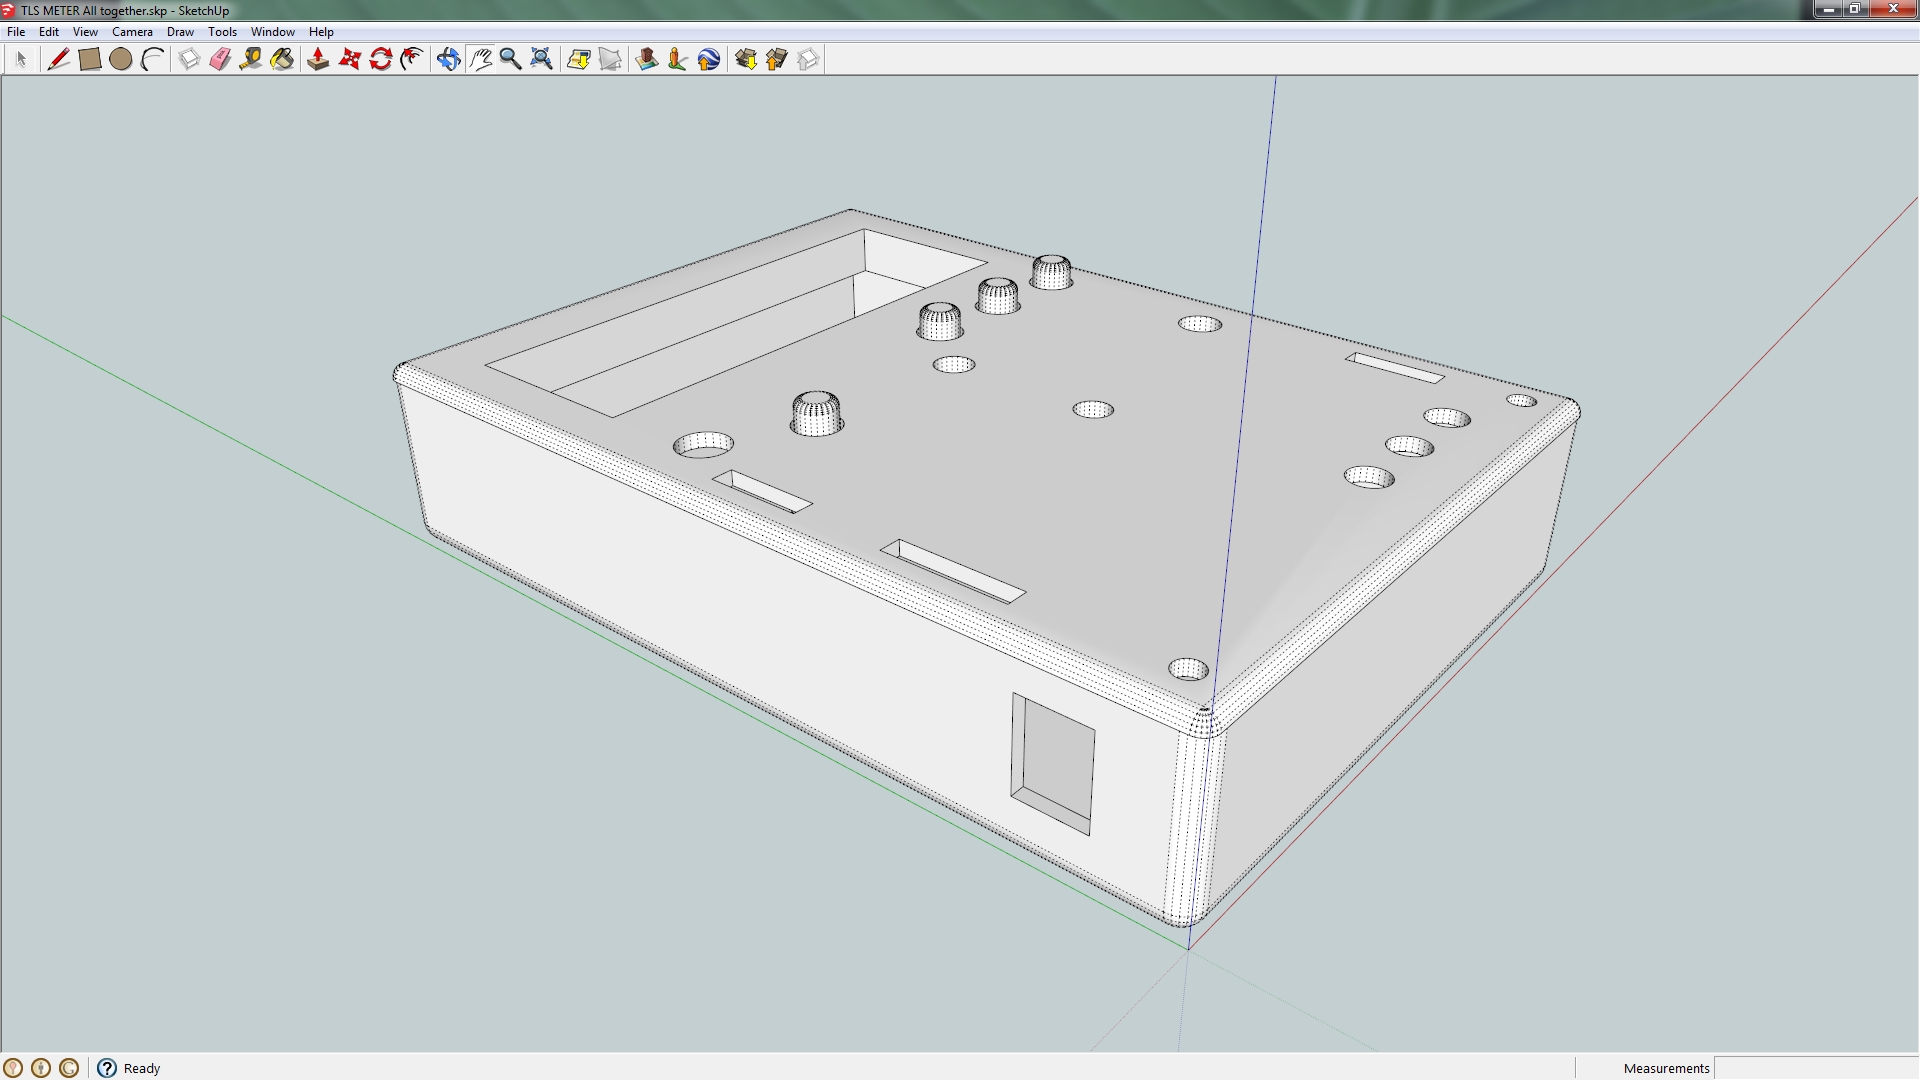 TLS METER All together.skp - SketchUp
File Edit View Camera Draw Tools Window Help
Ready
Measurements